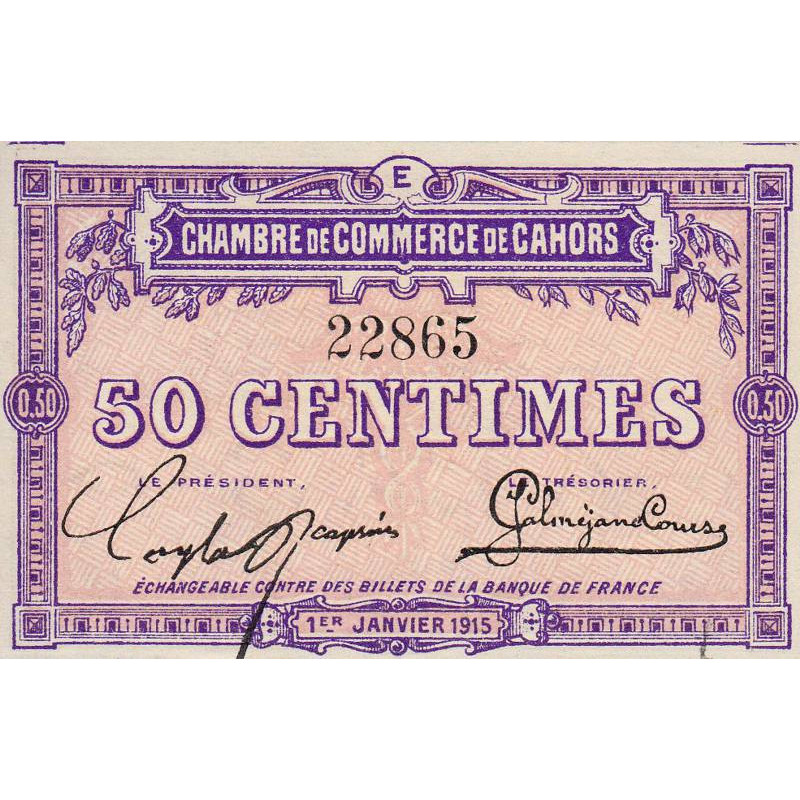 E
CHAMBRE DE COMMERCE DE CAHORS
22865
0.50 50 CENTIMES 0.50
LE PRÉSIDENT, LE TRÉSORIER,
ÉCHANGEABLE CONTRE DES BILLETS DE LA BANQUE DE FRANCE
1ER JANVIER 1915